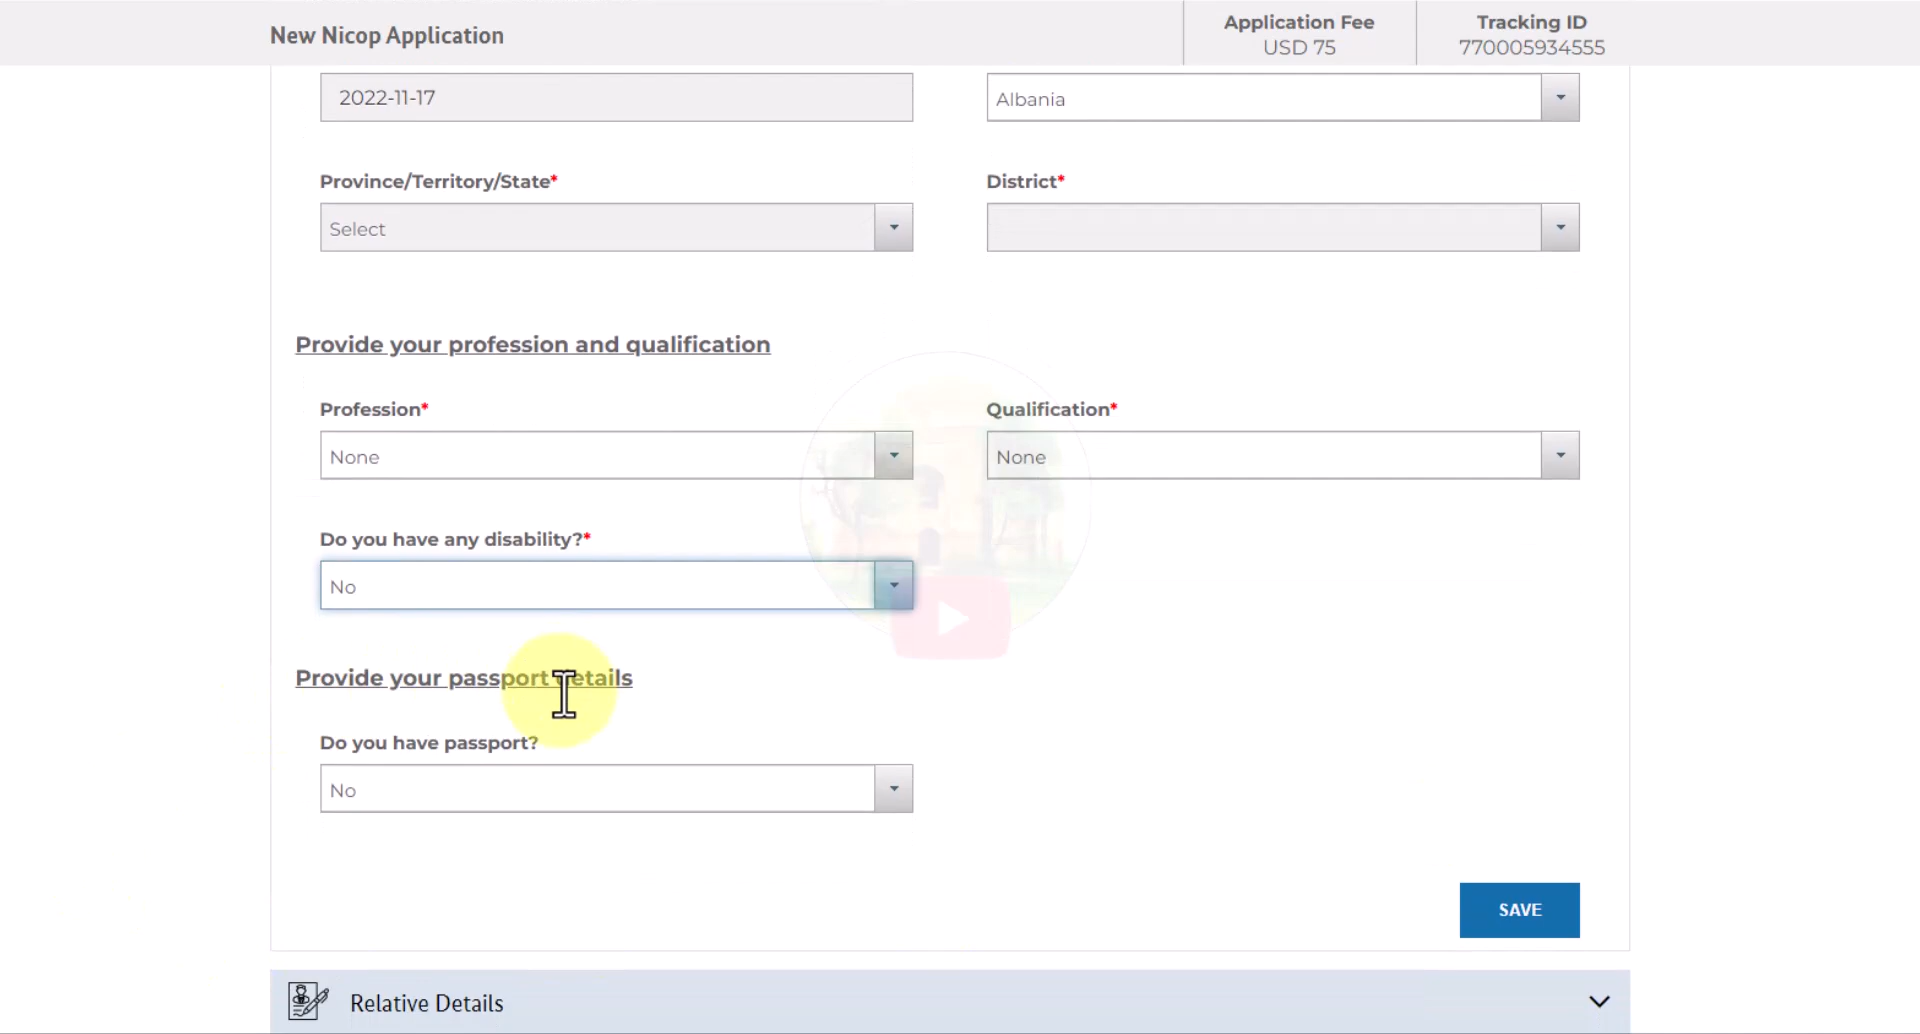 New Nicop Application
Application Fee
USD 75
Tracking ID
770005934555
2022-11-17
Albania
Province/Territory/State*
District*
Select
Provide your profession and qualification
Profession*
Qualification*
None
None
Do you have any disability?*
No
Provide your passport details
Do you have passport?
No
SAVE
Relative Details